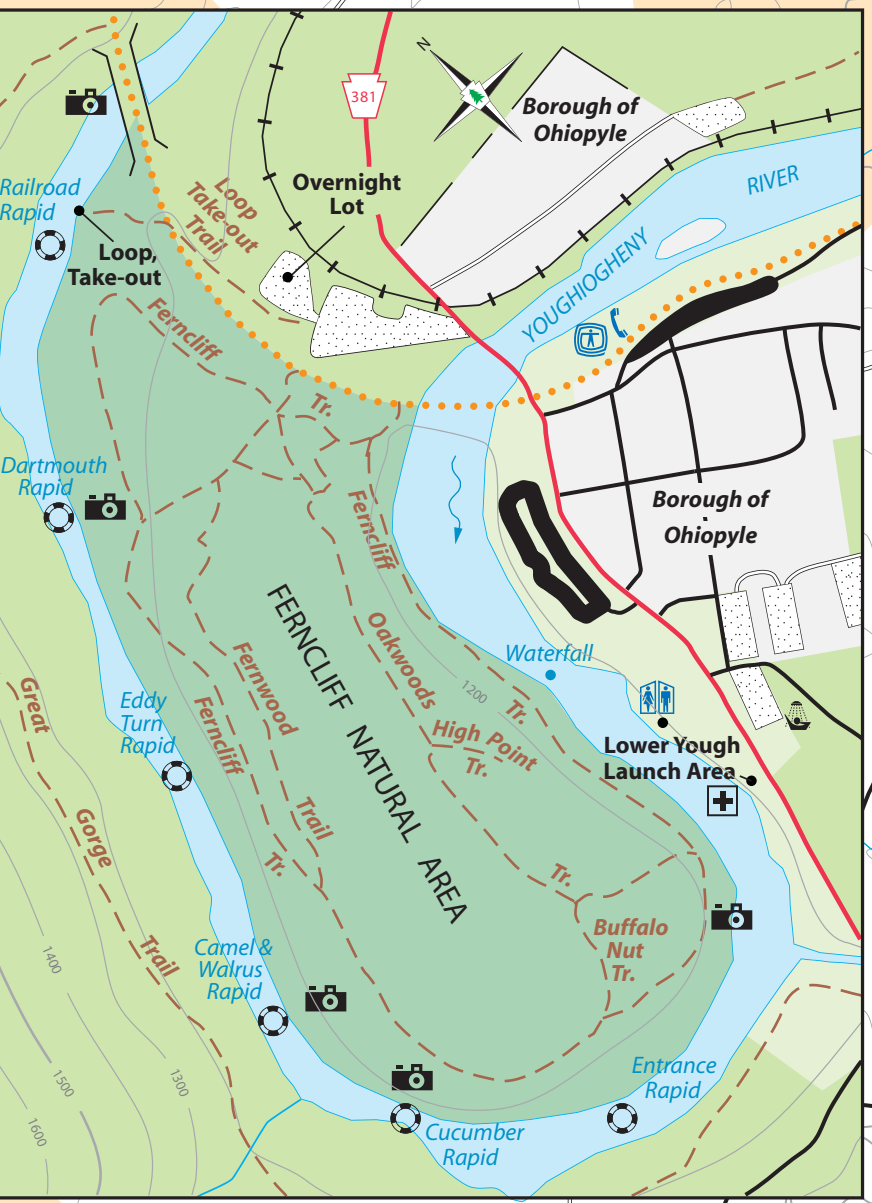 N
381
Borough of
Ohiopyle
RIVER
YOUGHIOGHENY
Overnight
Lot
Loop
Take-out
Trail
Railroad
Rapid
Loop,
Take-out
Ferncliff
Tr.
Dartmouth
Rapid
Ferncliff
Borough of
Ohiopyle
FERNCLIFF NATURAL AREA
Oakwoods
Waterfall
1200
Tr.
Fernwood
Ferncliff
Great
Eddy
Turn
Rapid
High Point
Tr.
Lower Yough
Launch Area
Gorge
Trail
Tr.
Tr.
Buffalo
Nut
Tr.
Trail
Camel &
Walrus
Rapid
1400
1500
1300
1600
Entrance
Rapid
Cucumber
Rapid